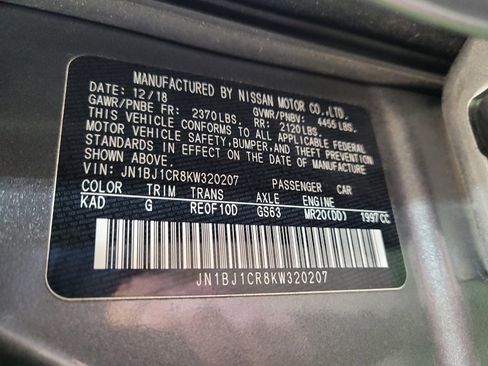 MANUFACTURED BY NISSAN MOTOR CO.,LTD.
DATE: 12/18 GVWR/PNBV: 4455 LBS.
GAWR/PNBE FR: 2370LBS. RR: 2120LBS.
THIS VEHICLE CONFORMS TO ALL APPLICABLE FEDERAL
MOTOR VEHICLE SAFETY,BUMPER,AND THEFT PREVENTION
STANDARDS IN EFFECT ON THE DATE OF MANUFACTURE
SHOWN ABOVE.
VIN: JN1BJ1CR8KW320207 PASSENGER CAR
COLOR TRIM TRANS AXLE ENGINE
KAD G RE0F10D GS63 MR20(DD) 1997CC
JN1BJ1CR8KW320207